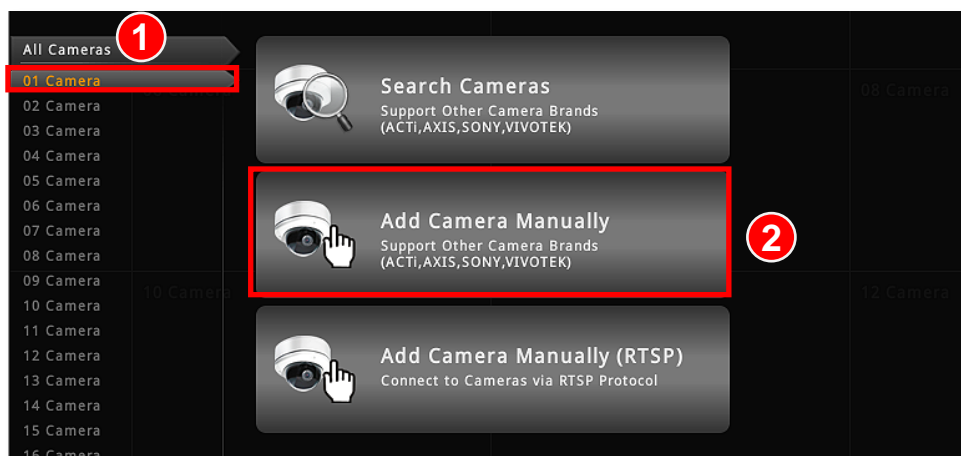 All Cameras
1
01 Camera
02 Camera
03 Camera
04 Camera
05 Camera
06 Camera
07 Camera
08 Camera
09 Camera
10 Camera
11 Camera
12 Camera
13 Camera
14 Camera
15 Camera
16 Camera
Search Cameras
Support Other Camera Brands
(ACTi,AXIS,SONY,VIVOTEK)
Add Camera Manually
Support Other Camera Brands
(ACTi,AXIS,SONY,VIVOTEK)
2
Add Camera Manually (RTSP)
Connect to Cameras via RTSP Protocol
08 Camera
10 Camera
12 Camera